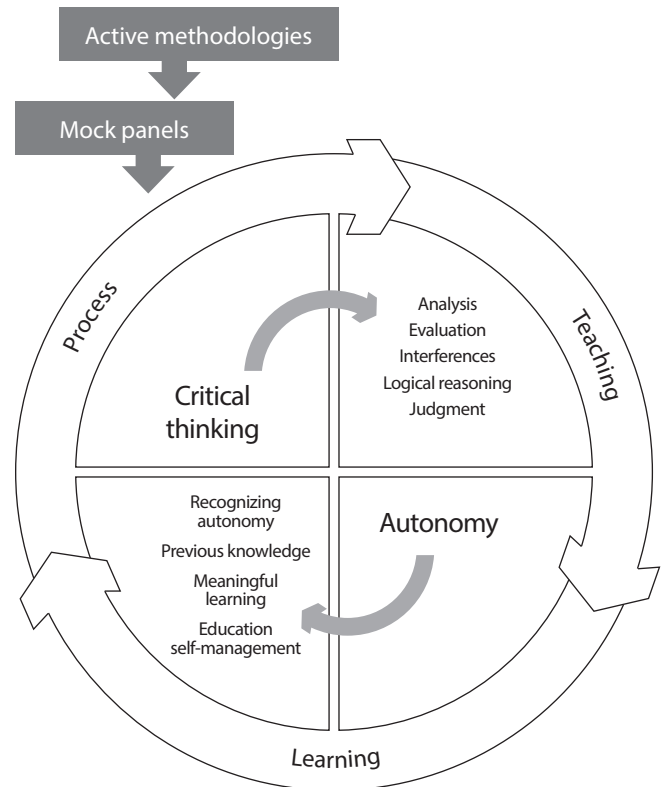 Active methodologies
Mock panels
Process
Teaching
Critical
thinking
Analysis
Evaluation
Interferences
Logical reasoning
Judgment
Recognizing
autonomy
Previous knowledge
Meaningful
learning
Education
self-management
Autonomy
Learning